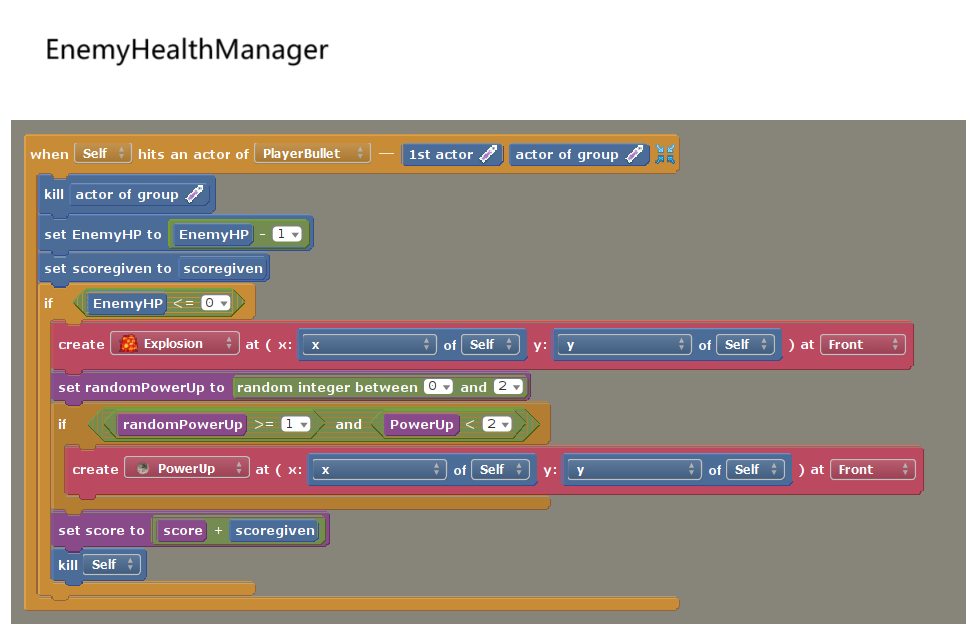 EnemyHealthManager
when Self hits an actor of PlayerBullet — 1st actor actor of group
kill actor of group
set EnemyHP to EnemyHP - 1
set scoregiven to scoregiven
if EnemyHP <= 0
create Explosion at ( x: x of Self y: y of Self ) at Front
set randomPowerUp to random integer between 0 and 2
if randomPowerUp >= 1 and PowerUp < 2
create PowerUp at ( x: x of Self y: y of Self ) at Front
set score to score + scoregiven
kill Self